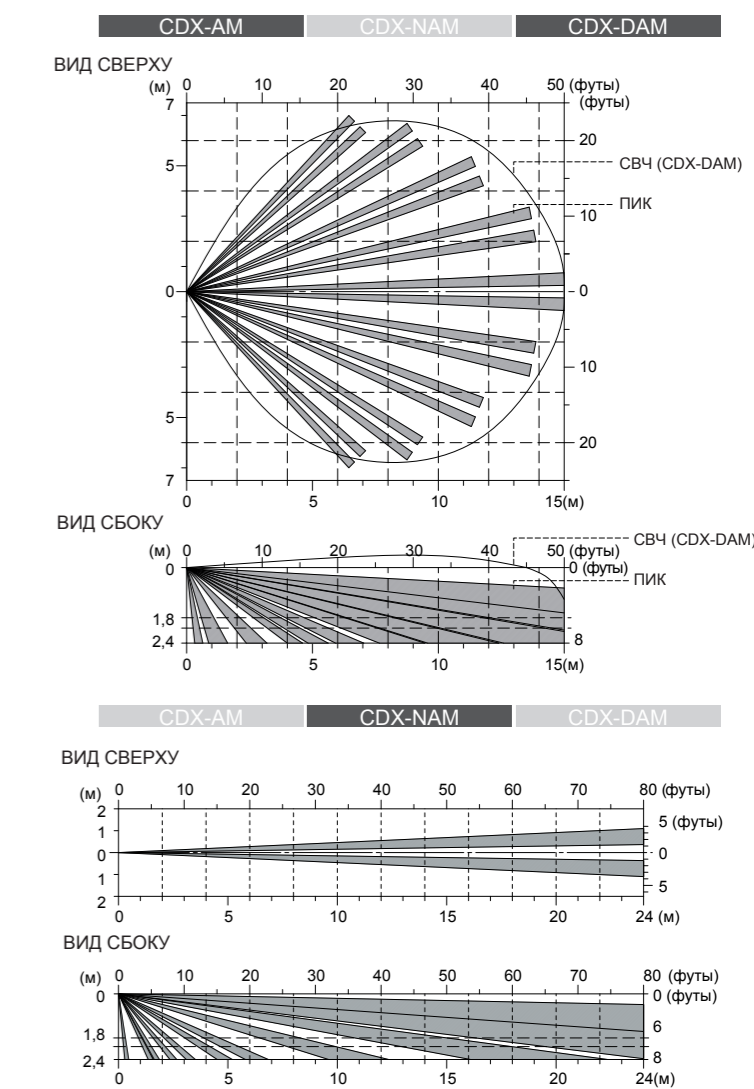 CDX-AM CDX-NAM CDX-DAM
ВИД СВЕРХУ
(м) 0 10 20 30 40 50 (футы)
7 (футы)
20
5 СВЧ (CDX-DAM)
ПИК
10
0 0
10
5
20
7
0 5 10 15(м)
ВИД СБОКУ
СВЧ (CDX-DAM)
(м) 0 10 20 30 40 50 (футы)
0 0 (футы)
ПИК
1,8
2,4 8
0 5 10 15(м)
CDX-AM CDX-NAM CDX-DAM
ВИД СВЕРХУ
(м) 0 10 20 30 40 50 60 70 80 (футы)
2
5 (футы)
1
0 0
1
5
2
0 5 10 15 20 24 (м)
ВИД СБОКУ
(м) 0 10 20 30 40 50 60 70 80 (футы)
0 0 (футы)
6
1,8
2,4 8
0 5 10 15 20 24(м)